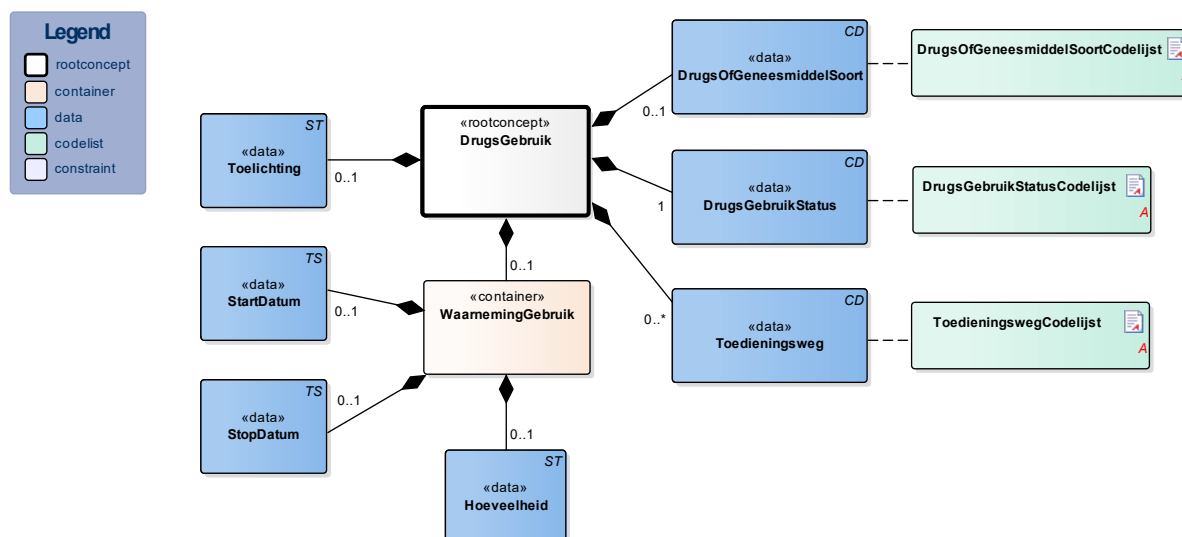 Legend
rootconcept
container
data
codelist
constraint
CD
«data»
DrugsOfGeneesmiddelSoort
0..1
DrugsOfGeneesmiddelSoortCodelijst
«rootconcept»
DrugsGebruik
ST
«data»
Toelichting
0..1
CD
«data»
DrugsGebruikStatus
1
DrugsGebruikStatusCodelijst
A
TS
«data»
StartDatum
0..1
0..1
«container»
WaarnemingGebruik
CD
«data»
Toedieningsweg
0..*
ToedieningswegCodelijst
A
TS
«data»
StopDatum
0..1
0..1
ST
«data»
Hoeveelheid